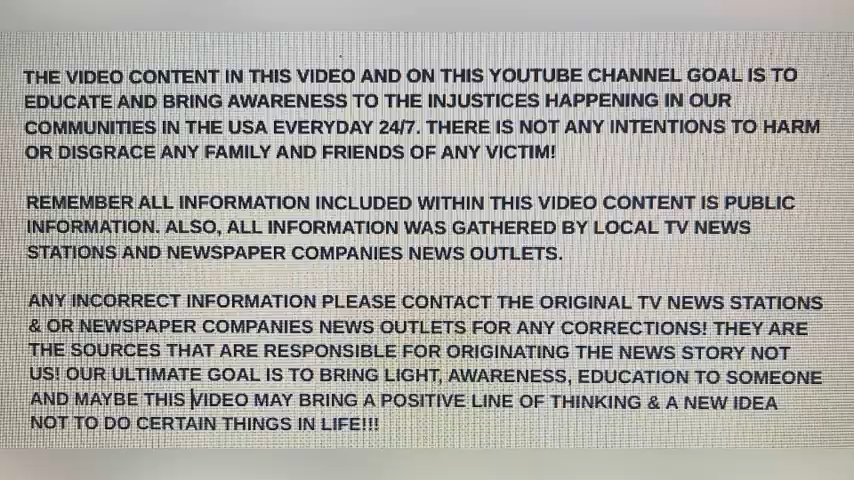 THE VIDEO CONTENT IN THIS VIDEO AND ON THIS YOUTUBE CHANNEL GOAL IS TO
EDUCATE AND BRING AWARENESS TO THE INJUSTICES HAPPENING IN OUR
COMMUNITIES IN THE USA EVERYDAY 24/7. THERE IS NOT ANY INTENTIONS TO HARM
OR DISGRACE ANY FAMILY AND FRIENDS OF ANY VICTIM!
REMEMBER ALL INFORMATION INCLUDED WITHIN THIS VIDEO CONTENT IS PUBLIC
INFORMATION. ALSO, ALL INFORMATION WAS GATHERED BY LOCAL TV NEWS
STATIONS AND NEWSPAPER COMPANIES NEWS OUTLETS.
ANY INCORRECT INFORMATION PLEASE CONTACT THE ORIGINAL TV NEWS STATIONS
& OR NEWSPAPER COMPANIES NEWS OUTLETS FOR ANY CORRECTIONS! THEY ARE
THE SOURCES THAT ARE RESPONSIBLE FOR ORIGINATING THE NEWS STORY NOT
US! OUR ULTIMATE GOAL IS TO BRING LIGHT, AWARENESS, EDUCATION TO SOMEONE
AND MAYBE THIS VIDEO MAY BRING A POSITIVE LINE OF THINKING & A NEW IDEA
NOT TO DO CERTAIN THINGS IN LIFE!!!